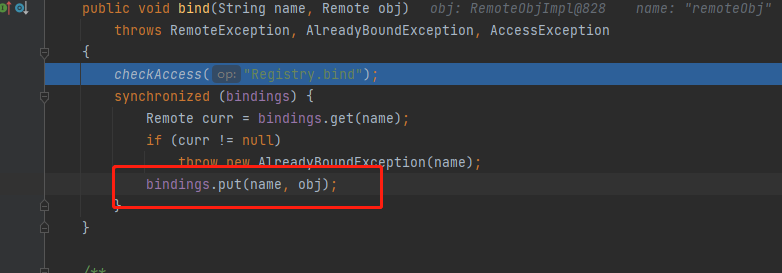 public void bind(String name, Remote obj) obj: RemoteObjImpl@828 name: "remoteObj"
throws RemoteException, AlreadyBoundException, AccessException
{
checkAccess( op: "Registry.bind");
synchronized (bindings) {
Remote curr = bindings.get(name);
if (curr != null)
throw new AlreadyBoundException(name);
bindings.put(name, obj);
}
}
/**